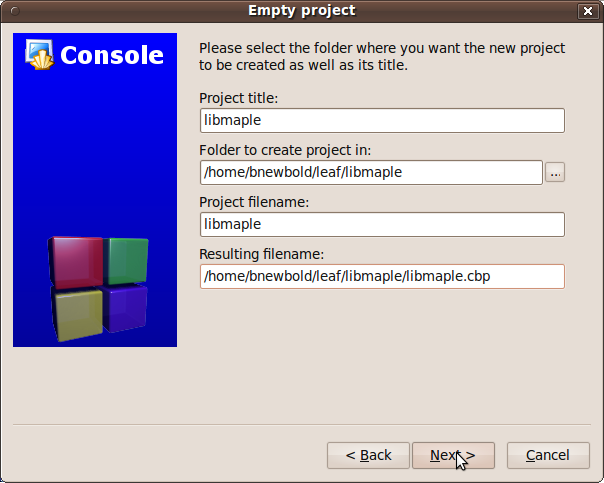 Empty project
Console
Please select the folder where you want the new project
to be created as well as its title.
Project title:
libmaple
Folder to create project in:
/home/bnewbold/leaf/libmaple
...
Project filename:
libmaple
Resulting filename:
/home/bnewbold/leaf/libmaple/libmaple.cbp
< Back
Next >
Cancel